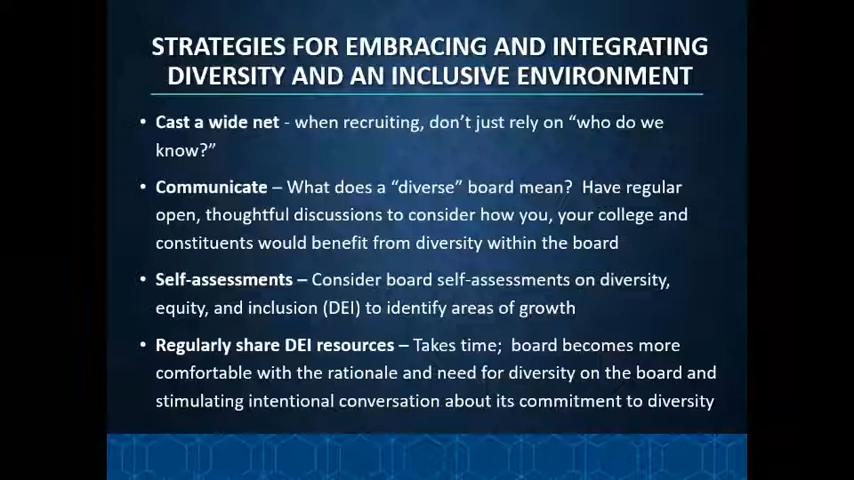 STRATEGIES FOR EMBRACING AND INTEGRATING
DIVERSITY AND AN INCLUSIVE ENVIRONMENT
• Cast a wide net - when recruiting, don't just rely on "who do we
know?"
• Communicate – What does a "diverse" board mean?  Have regular
open, thoughtful discussions to consider how you, your college and
constituents would benefit from diversity within the board
• Self-assessments – Consider board self-assessments on diversity,
equity, and inclusion (DEI) to identify areas of growth
• Regularly share DEI resources – Takes time;  board becomes more
comfortable with the rationale and need for diversity on the board and
stimulating intentional conversation about its commitment to diversity